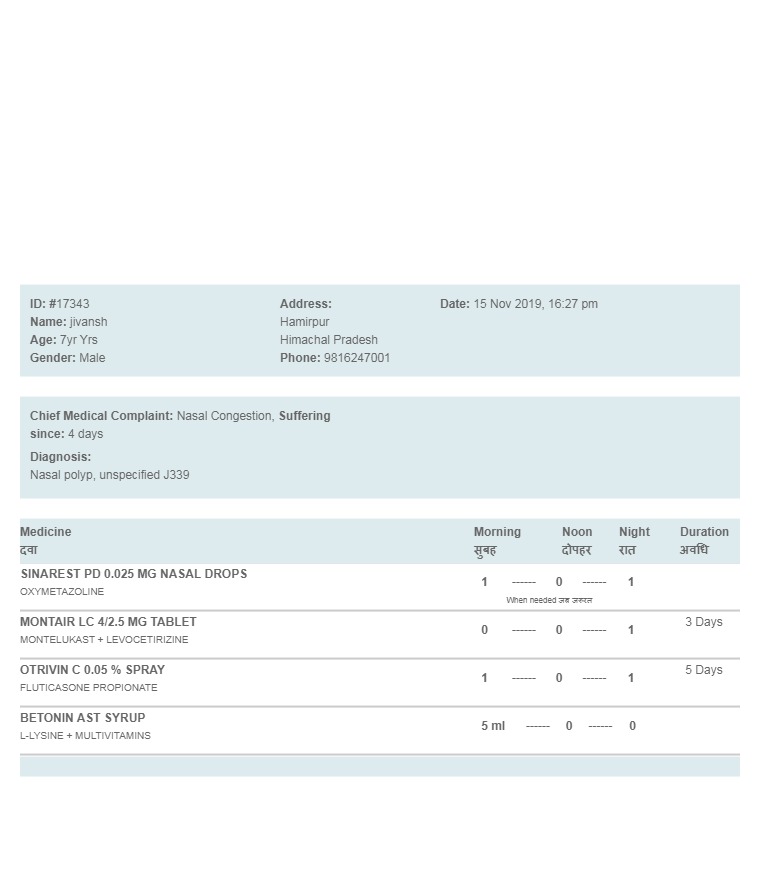 ID: #17343
Name: jivansh
Age: 7yr Yrs
Gender: Male
Address:
Hamirpur
Himachal Pradesh
Phone: 9816247001
Date: 15 Nov 2019, 16:27 pm
Chief Medical Complaint: Nasal Congestion, Suffering
since: 4 days
Diagnosis:
Nasal polyp, unspecified J339
Medicine Morning Noon Night Duration
दवा सुबह दोपहर रात अवधि
SINAREST PD 0.025 MG NASAL DROPS
OXYMETAZOLINE
1 ------ 0 ------ 1
When needed जब जरुरत
MONTAIR LC 4/2.5 MG TABLET
MONTELUKAST + LEVOCETIRIZINE
0 ------ 0 ------ 1 3 Days
OTRIVIN C 0.05 % SPRAY
FLUTICASONE PROPIONATE
1 ------ 0 ------ 1 5 Days
BETONIN AST SYRUP
L-LYSINE + MULTIVITAMINS
5 ml ------ 0 ------ 0